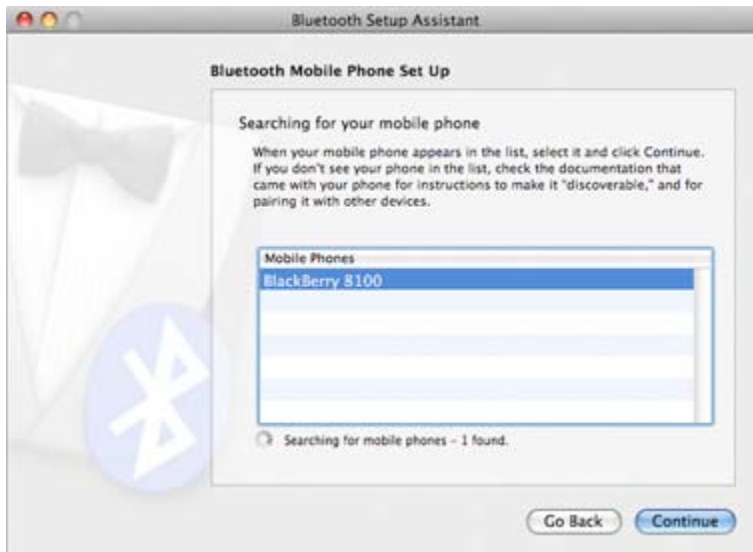 Bluetooth Setup Assistant
Bluetooth Mobile Phone Set Up
Searching for your mobile phone
When your mobile phone appears in the list, select it and click Continue.
If you don't see your phone in the list, check the documentation that
came with your phone for instructions to make it "discoverable," and for
pairing it with other devices.
Mobile Phones
BlackBerry 8100
Searching for mobile phones – 1 found.
Go Back
Continue